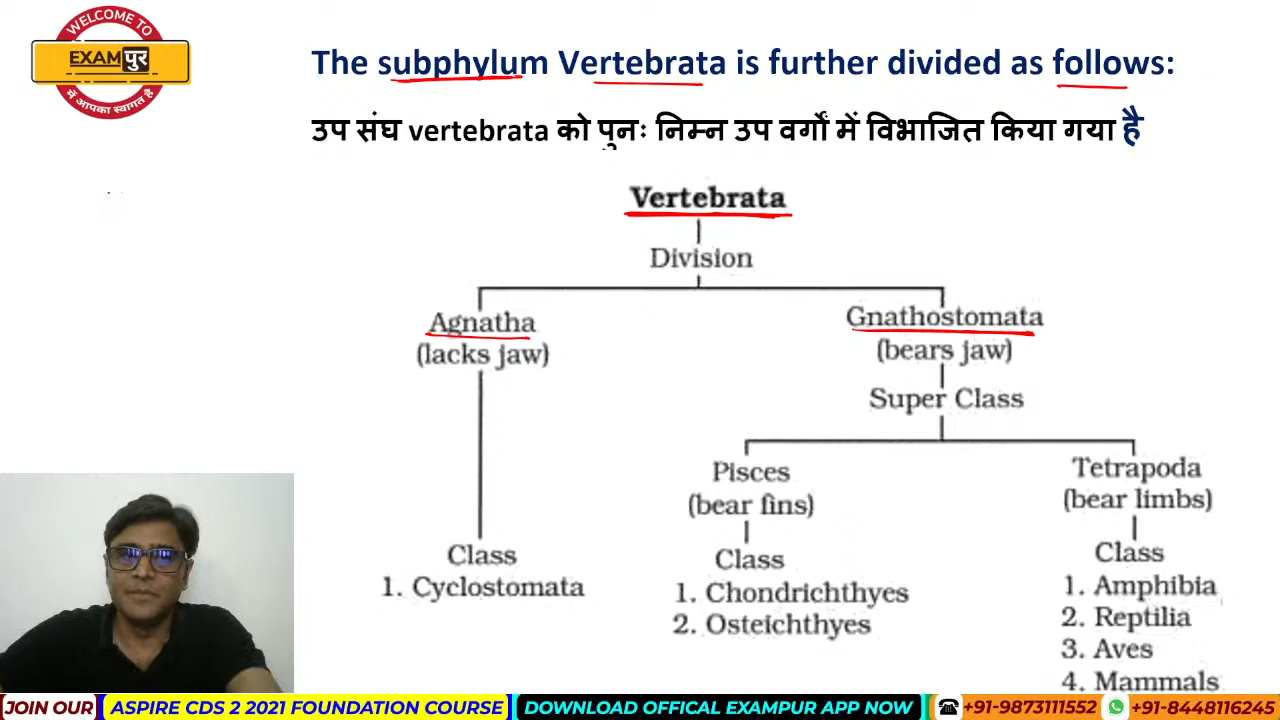 WELCOME TO
EXAMपुर
में आपका स्वागत है
The subphylum Vertebrata is further divided as follows:
उप संघ vertebrata को पुनः निम्न उप वर्गों में विभाजित किया गया है
Vertebrata
Division
Agnatha
(lacks jaw)
Gnathostomata
(bears jaw)
Super Class
Pisces
(bear fins)
Tetrapoda
(bear limbs)
Class
1. Cyclostomata
Class
1. Chondrichthyes
2. Osteichthyes
Class
1. Amphibia
2. Reptilia
3. Aves
4. Mammals
JOIN OUR ASPIRE CDS 2 2021 FOUNDATION COURSE DOWNLOAD OFFICAL EXAMPUR APP NOW +91-9873111552 +91-8448116245